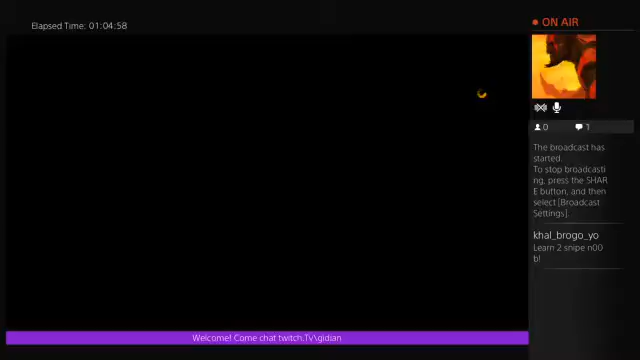 Elapsed Time: 01:04:58
ON AIR
0
1
The broadcast has
started.
To stop broadcasti
ng, press the SHAR
E button, and then
select [Broadcast
Settings].
khal_brogo_yo
Learn 2 snipe n00
b!
Welcome! Come chat twitch.TV\gidian